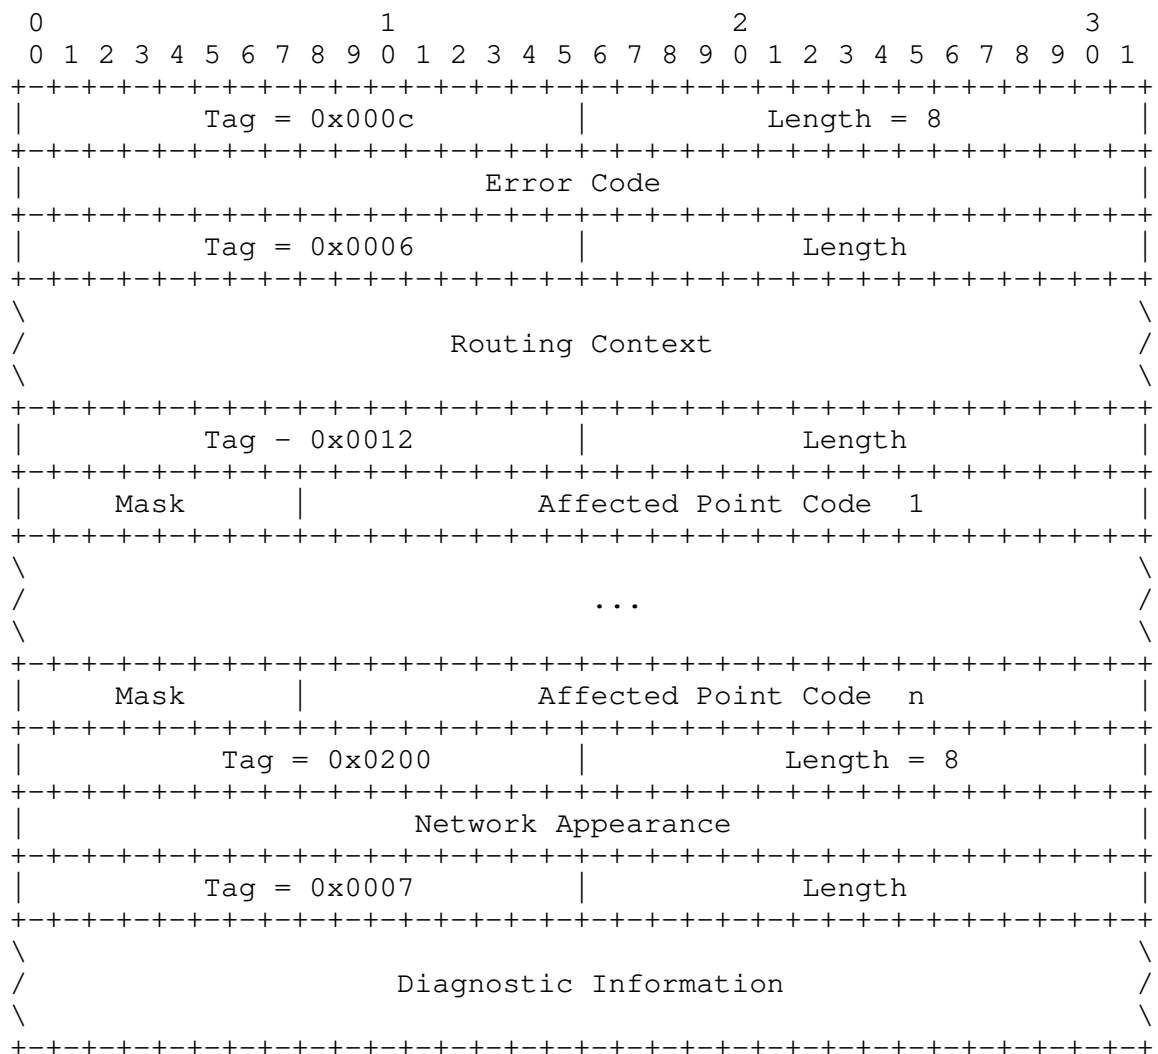 0                   1                   2                   3
 0 1 2 3 4 5 6 7 8 9 0 1 2 3 4 5 6 7 8 9 0 1 2 3 4 5 6 7 8 9 0 1
+-+-+-+-+-+-+-+-+-+-+-+-+-+-+-+-+-+-+-+-+-+-+-+-+-+-+-+-+-+-+-+-+
|          Tag = 0x000c         |          Length = 8           |
+-+-+-+-+-+-+-+-+-+-+-+-+-+-+-+-+-+-+-+-+-+-+-+-+-+-+-+-+-+-+-+-+
|                          Error Code                           |
+-+-+-+-+-+-+-+-+-+-+-+-+-+-+-+-+-+-+-+-+-+-+-+-+-+-+-+-+-+-+-+-+
|          Tag = 0x0006         |            Length             |
+-+-+-+-+-+-+-+-+-+-+-+-+-+-+-+-+-+-+-+-+-+-+-+-+-+-+-+-+-+-+-+-+
\                                                               \
/                        Routing Context                        /
\                                                               \
+-+-+-+-+-+-+-+-+-+-+-+-+-+-+-+-+-+-+-+-+-+-+-+-+-+-+-+-+-+-+-+-+
|          Tag - 0x0012         |            Length             |
+-+-+-+-+-+-+-+-+-+-+-+-+-+-+-+-+-+-+-+-+-+-+-+-+-+-+-+-+-+-+-+-+
|     Mask      |             Affected Point Code  1            |
+-+-+-+-+-+-+-+-+-+-+-+-+-+-+-+-+-+-+-+-+-+-+-+-+-+-+-+-+-+-+-+-+
\                                                               \
/                                ...                            /
\                                                               \
+-+-+-+-+-+-+-+-+-+-+-+-+-+-+-+-+-+-+-+-+-+-+-+-+-+-+-+-+-+-+-+-+
|     Mask      |             Affected Point Code  n            |
+-+-+-+-+-+-+-+-+-+-+-+-+-+-+-+-+-+-+-+-+-+-+-+-+-+-+-+-+-+-+-+-+
|           Tag = 0x0200        |           Length = 8          |
+-+-+-+-+-+-+-+-+-+-+-+-+-+-+-+-+-+-+-+-+-+-+-+-+-+-+-+-+-+-+-+-+
|                      Network Appearance                       |
+-+-+-+-+-+-+-+-+-+-+-+-+-+-+-+-+-+-+-+-+-+-+-+-+-+-+-+-+-+-+-+-+
|          Tag = 0x0007         |            Length             |
+-+-+-+-+-+-+-+-+-+-+-+-+-+-+-+-+-+-+-+-+-+-+-+-+-+-+-+-+-+-+-+-+
\                                                               \
/                     Diagnostic Information                    /
\                                                               \
+-+-+-+-+-+-+-+-+-+-+-+-+-+-+-+-+-+-+-+-+-+-+-+-+-+-+-+-+-+-+-+-+